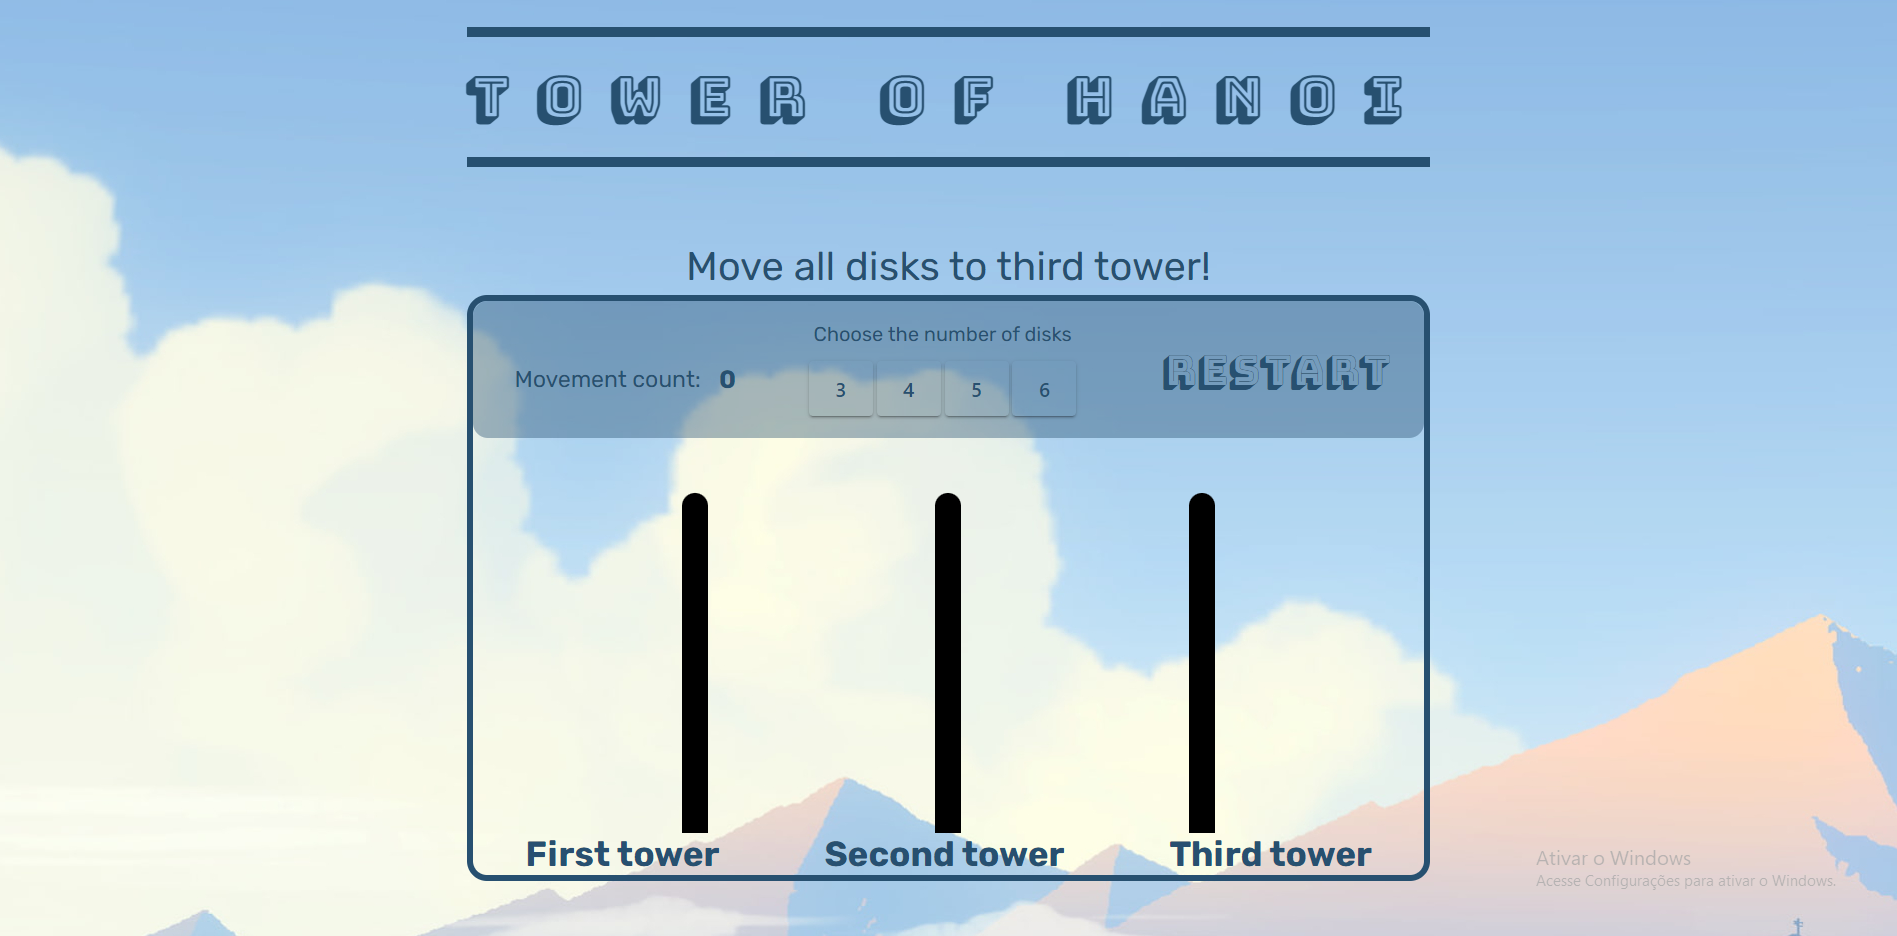 TOWER OF HANOI
Move all disks to third tower!
Choose the number of disks
Movement count: 0
3 4 5 6
RESTART
First tower Second tower Third tower
Ativar o Windows
Acesse Configurações para ativar o Windows.